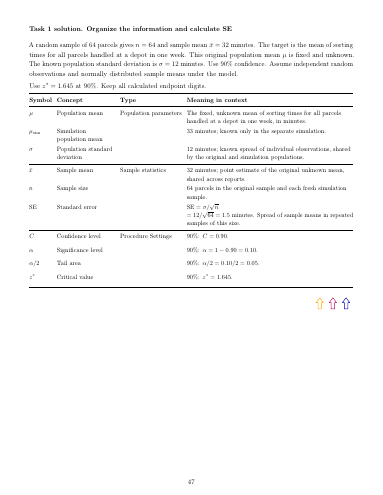 Task 1 solution. Organize the information and calculate SE
A random sample of 64 parcels gives n = 64 and sample mean x̄ = 32 minutes. The target is the mean of sorting
times for all parcels handled at a depot in one week. This original population mean μ is fixed and unknown.
The known population standard deviation is σ = 12 minutes. Use 90% confidence. Assume independent random
observations and normally distributed sample means under the model.
Use z* = 1.645 at 90%. Keep all calculated endpoint digits.
Symbol Concept Type Meaning in context
μ Population mean Population parameters The fixed, unknown mean of sorting times for all parcels
handled at a depot in one week, in minutes.
μsim Simulation 33 minutes; known only in the separate simulation.
population mean
σ Population standard 12 minutes; known spread of individual observations, shared
deviation by the original and simulation populations.
x̄ Sample mean Sample statistics 32 minutes; point estimate of the original unknown mean,
shared across reports.
n Sample size 64 parcels in the original sample and each fresh simulation
sample.
SE Standard error SE = σ/√n
= 12/√64 = 1.5 minutes. Spread of sample means in repeated
samples of this size.
C Confidence level Procedure Settings 90%: C = 0.90.
α Significance level 90%: α = 1 − 0.90 = 0.10.
α/2 Tail area 90%: α/2 = 0.10/2 = 0.05.
z* Critical value 90%: z* = 1.645.
47